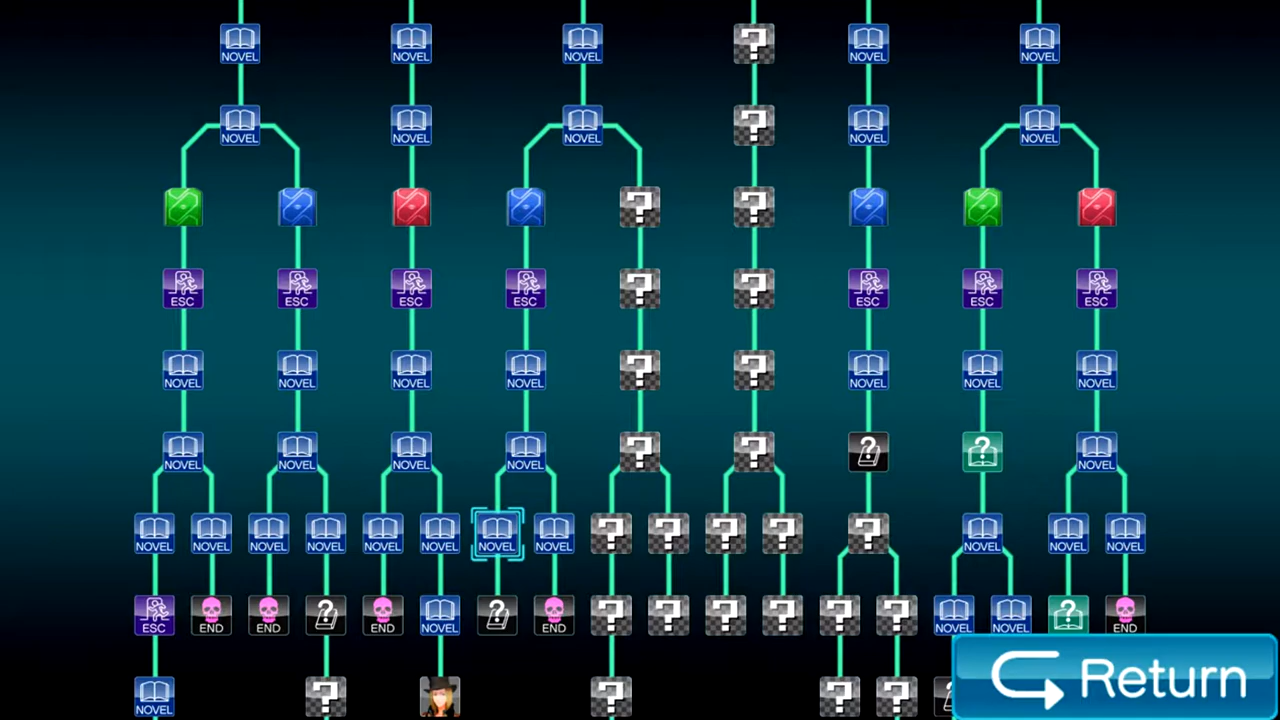 NOVEL NOVEL NOVEL ? NOVEL NOVEL
NOVEL NOVEL NOVEL ? NOVEL NOVEL
? ?
ESC ESC ESC ESC ? ? ESC ESC ESC
NOVEL NOVEL NOVEL NOVEL ? ? NOVEL NOVEL NOVEL
NOVEL NOVEL NOVEL NOVEL ? ? ? ? NOVEL
NOVEL NOVEL NOVEL NOVEL NOVEL NOVEL NOVEL NOVEL ? ? ? ? ? NOVEL NOVEL NOVEL
ESC END END ? END NOVEL ? END ? ? ? ? ? ? NOVEL NOVEL ? END
NOVEL ? ? ? ?
Return